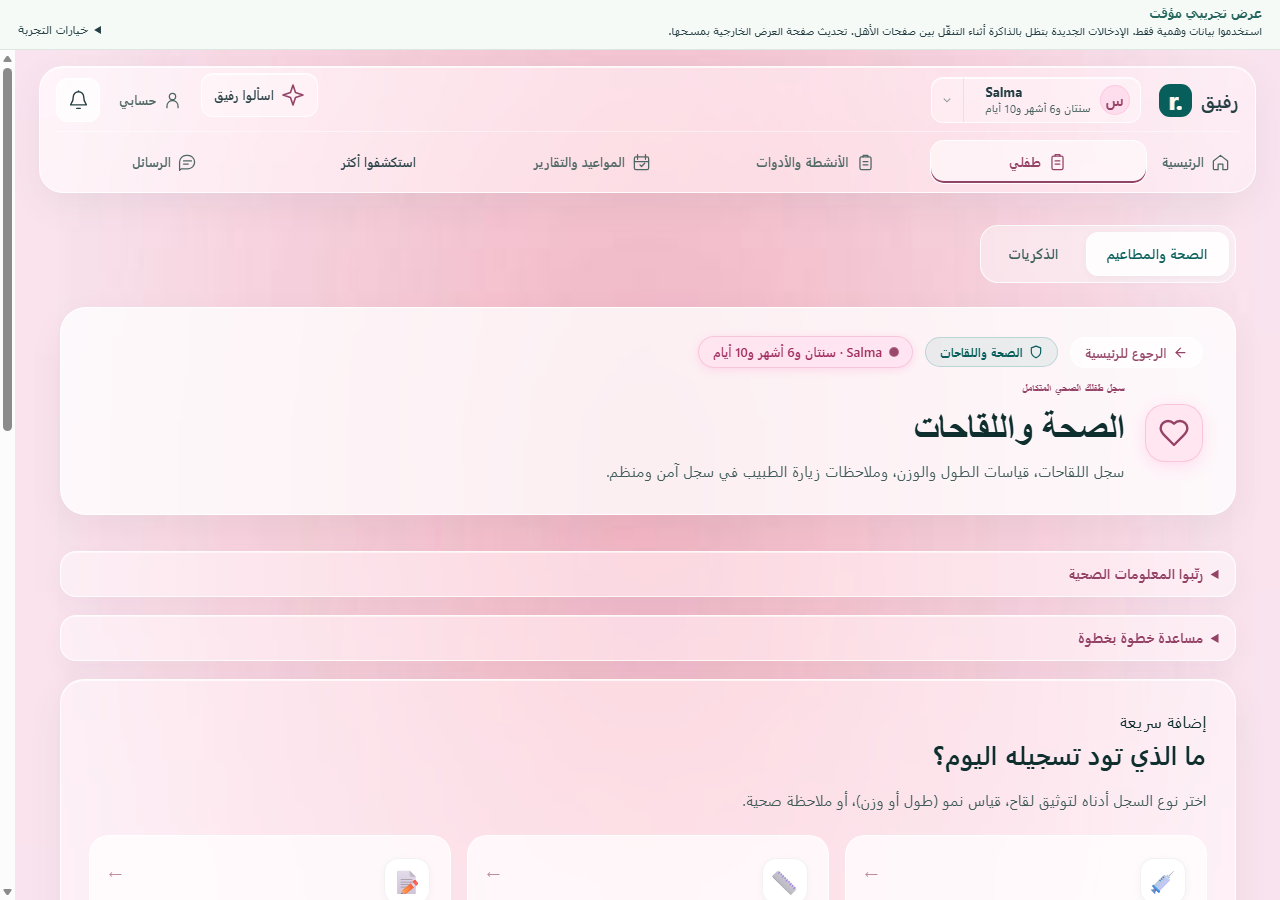 عرض تجريبي مؤقت
استخدموا بيانات وهمية فقط. الإدخالات الجديدة بتظل بالذاكرة أثناء التنقّل بين صفحات الأهل. تحديث صفحة العرض الخارجية بمسحها.
خيارات التجربة
رفيق
r.
س
Salma
سنتان و6 أشهر و10 أيام
اسألوا رفيق
حسابي
الرئيسية
طفلي
الأنشطة والأدوات
المواعيد والتقارير
استكشفوا أكثر
الرسائل
الصحة والمطاعيم
الذكريات
الرجوع للرئيسية
الصحة واللقاحات
Salma · سنتان و6 أشهر و10 أيام
سجل طفلك الصحي المتكامل
الصحة واللقاحات
سجل اللقاحات، قياسات الطول والوزن، وملاحظات زيارة الطبيب في سجل آمن ومنظم.
رتّبوا المعلومات الصحية
مساعدة خطوة بخطوة
إضافة سريعة
ما الذي تود تسجيله اليوم؟
اختر نوع السجل أدناه لتوثيق لقاح، قياس نمو (طول أو وزن)، أو ملاحظة صحية.